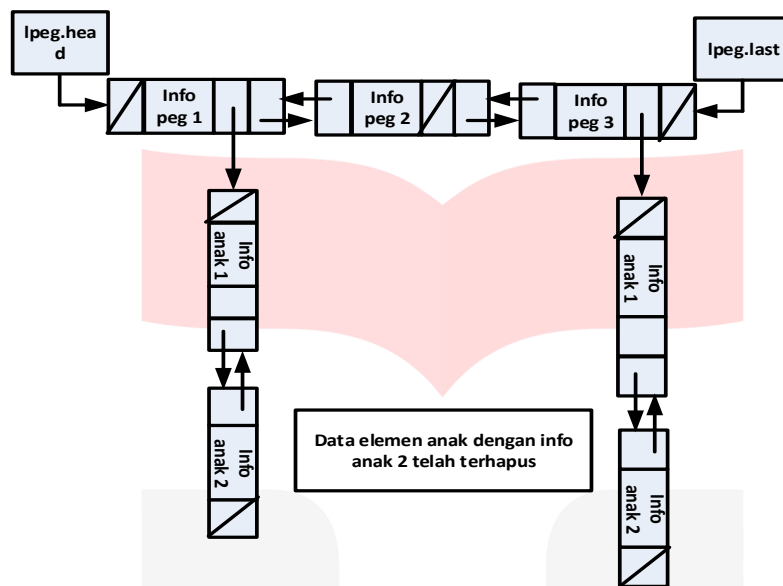 lpeg.hea
d
lpeg.last
Info
peg 1
Info
peg 2
Info
peg 3
Info
anak 1
Info
anak 1
Info
anak 2
Data elemen anak dengan info
anak 2 telah terhapus
Info
anak 2